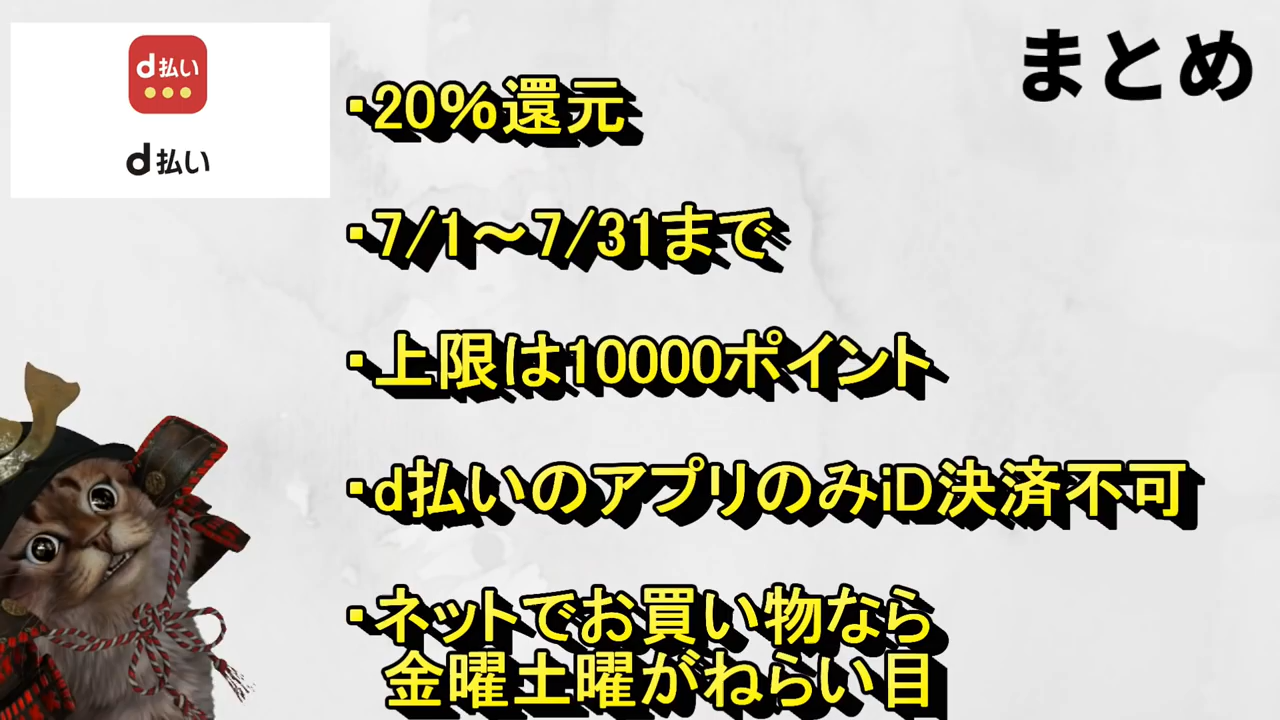 まとめ
d払い
d払い
・20%還元
・7/1～7/31まで
・上限は10000ポイント
・d払いのアプリのみiD決済不可
・ネットでお買い物なら
金曜土曜がねらい目